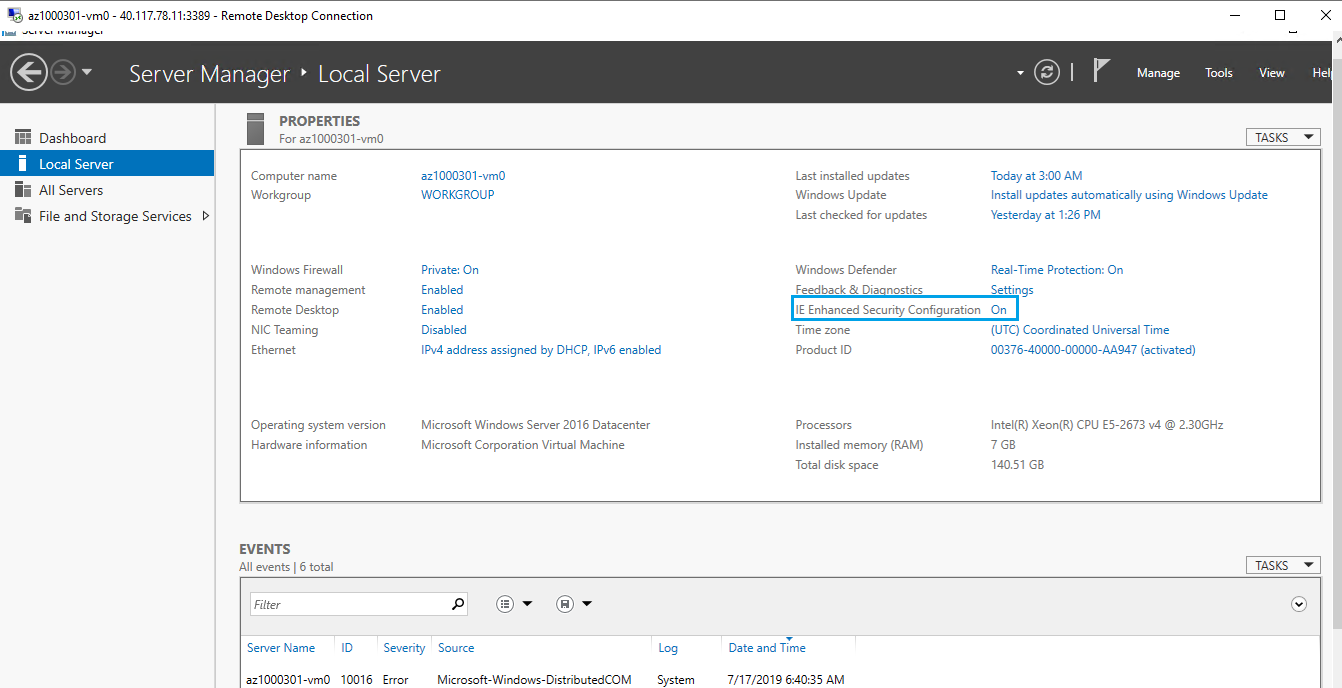 az1000301-vm0 - 40.117.78.11:3389 - Remote Desktop Connection
Server Manager
Server Manager Local Server
Manage Tools View Help
Dashboard
Local Server
All Servers
File and Storage Services
PROPERTIES
For az1000301-vm0
TASKS
Computer name az1000301-vm0 Last installed updates Today at 3:00 AM
Workgroup WORKGROUP Windows Update Install updates automatically using Windows Update
Last checked for updates Yesterday at 1:26 PM
Windows Firewall Private: On Windows Defender Real-Time Protection: On
Remote management Enabled Feedback & Diagnostics Settings
Remote Desktop Enabled IE Enhanced Security Configuration On
NIC Teaming Disabled Time zone (UTC) Coordinated Universal Time
Ethernet IPv4 address assigned by DHCP, IPv6 enabled Product ID 00376-40000-00000-AA947 (activated)
Operating system version Microsoft Windows Server 2016 Datacenter Processors Intel(R) Xeon(R) CPU E5-2673 v4 @ 2.30GHz
Hardware information Microsoft Corporation Virtual Machine Installed memory (RAM) 7 GB
Total disk space 140.51 GB
EVENTS
All events | 6 total
TASKS
Filter
Server Name ID Severity Source Log Date and Time
az1000301-vm0 10016 Error Microsoft-Windows-DistributedCOM System 7/17/2019 6:40:35 AM